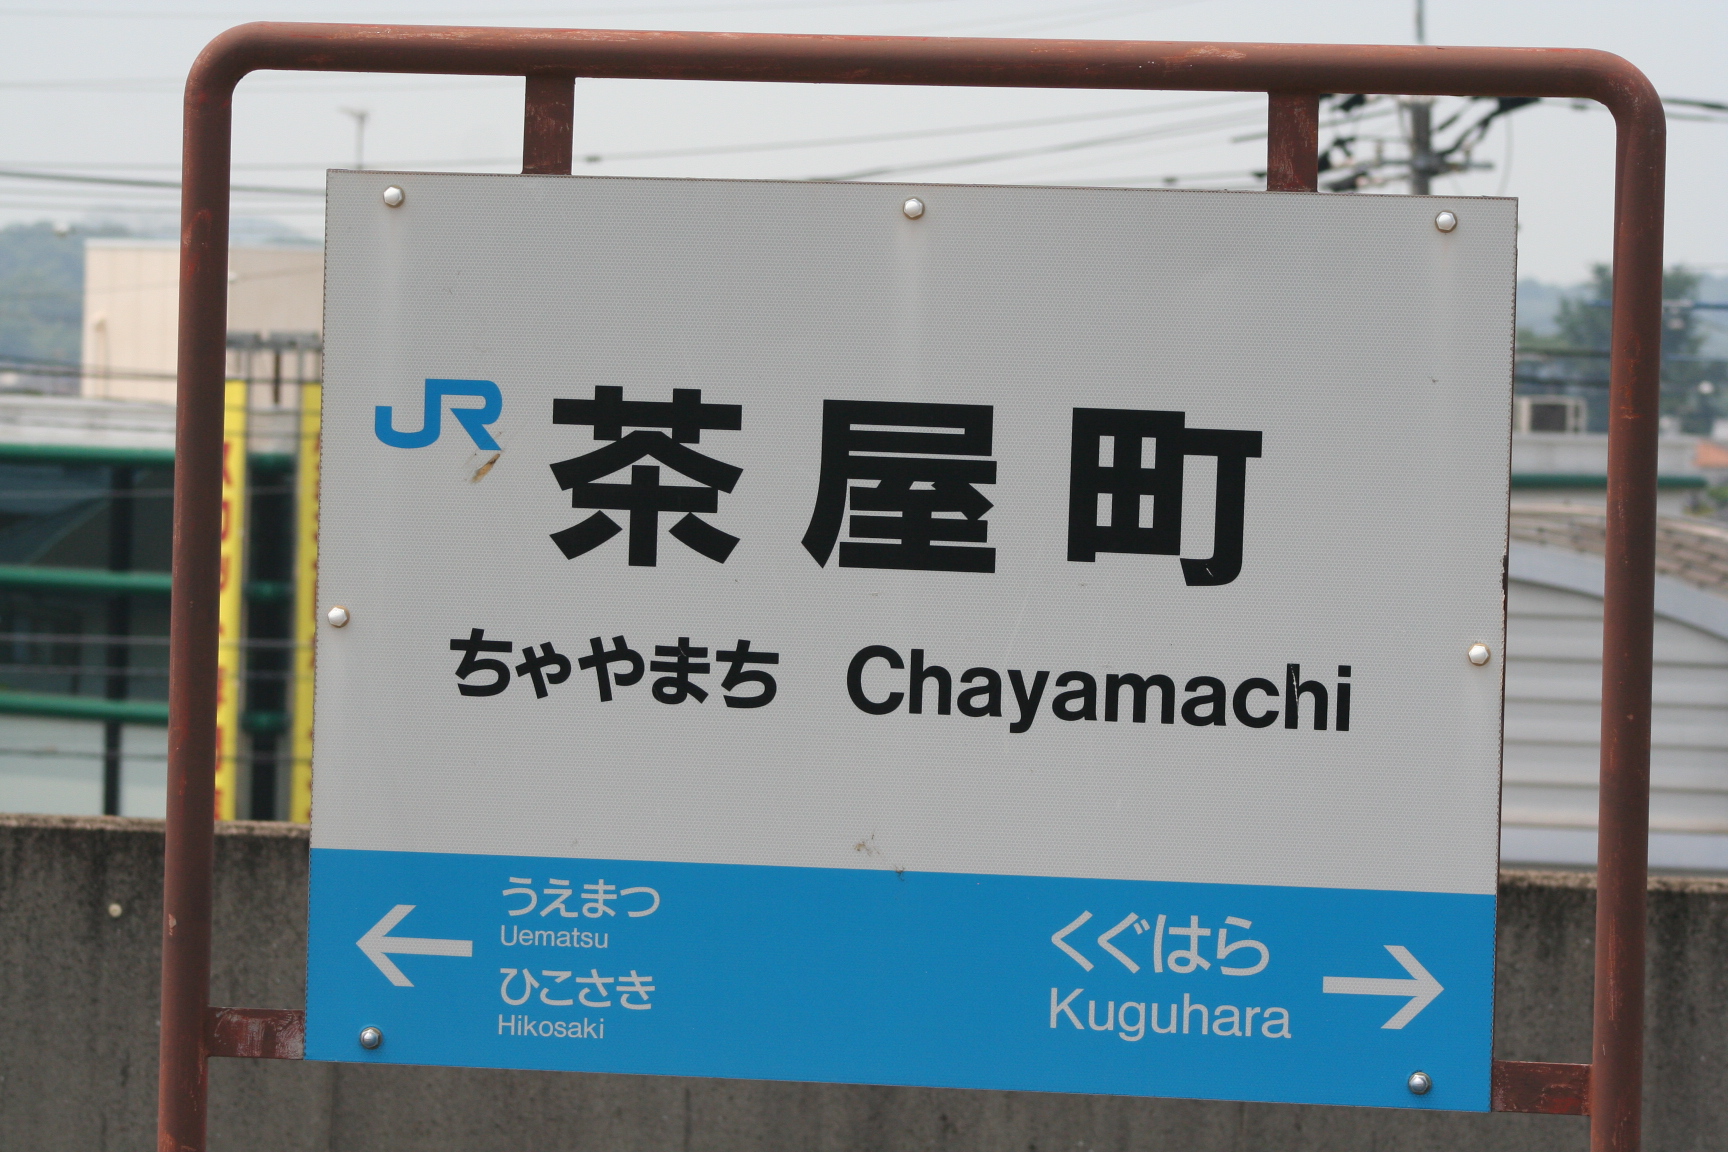 JR 茶屋町
ちゃやまち Chayamachi
うえまつ
Uematsu
ひこさき
Hikosaki
くぐはら
Kuguhara